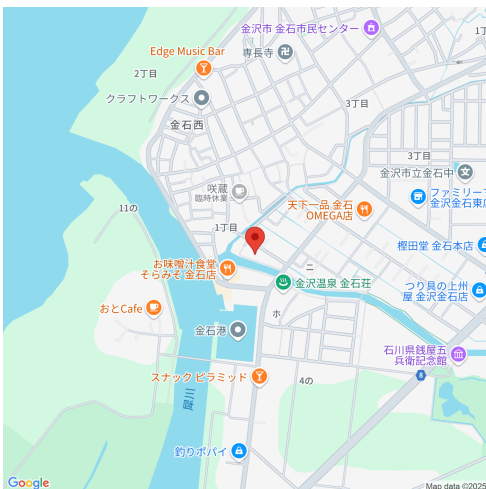 金沢市 金石市民センター
1丁
Edge Music Bar
専長寺
2丁目
クラフトワークス
3丁目
金石西
3丁目
金沢市立金石中
咲蔵
臨時休業
ファミリーマ
金沢金石東店
天下一品 金石
OMEGA店
11の
1丁目
樫田堂 金石本店
お味噌汁食堂
そらみそ 金石店
ニ
金沢温泉 金石荘
つり具の上州
屋 金沢金石店
おとCafe
ホ
金石港
石川県銭屋五
兵衛記念館
スナック ピラミッド
4の
8
犀川
釣りポパイ
Google
Map data ©2025